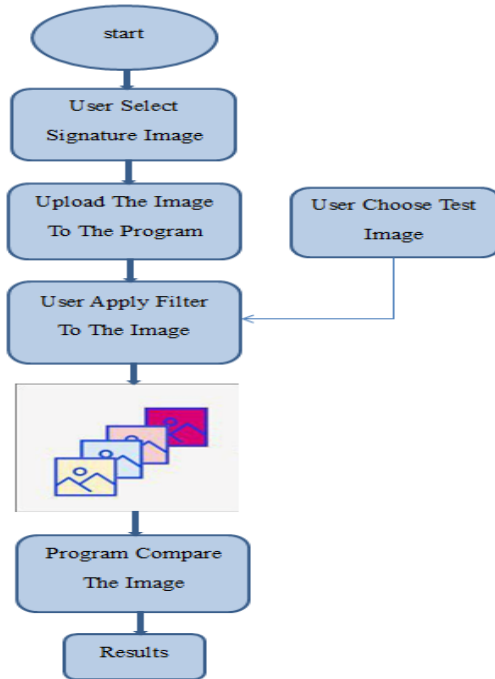 start
User Select
Signature Image
Upload The Image
To The Program
User Choose Test
Image
User Apply Filter
To The Image
Program Compare
The Image
Results